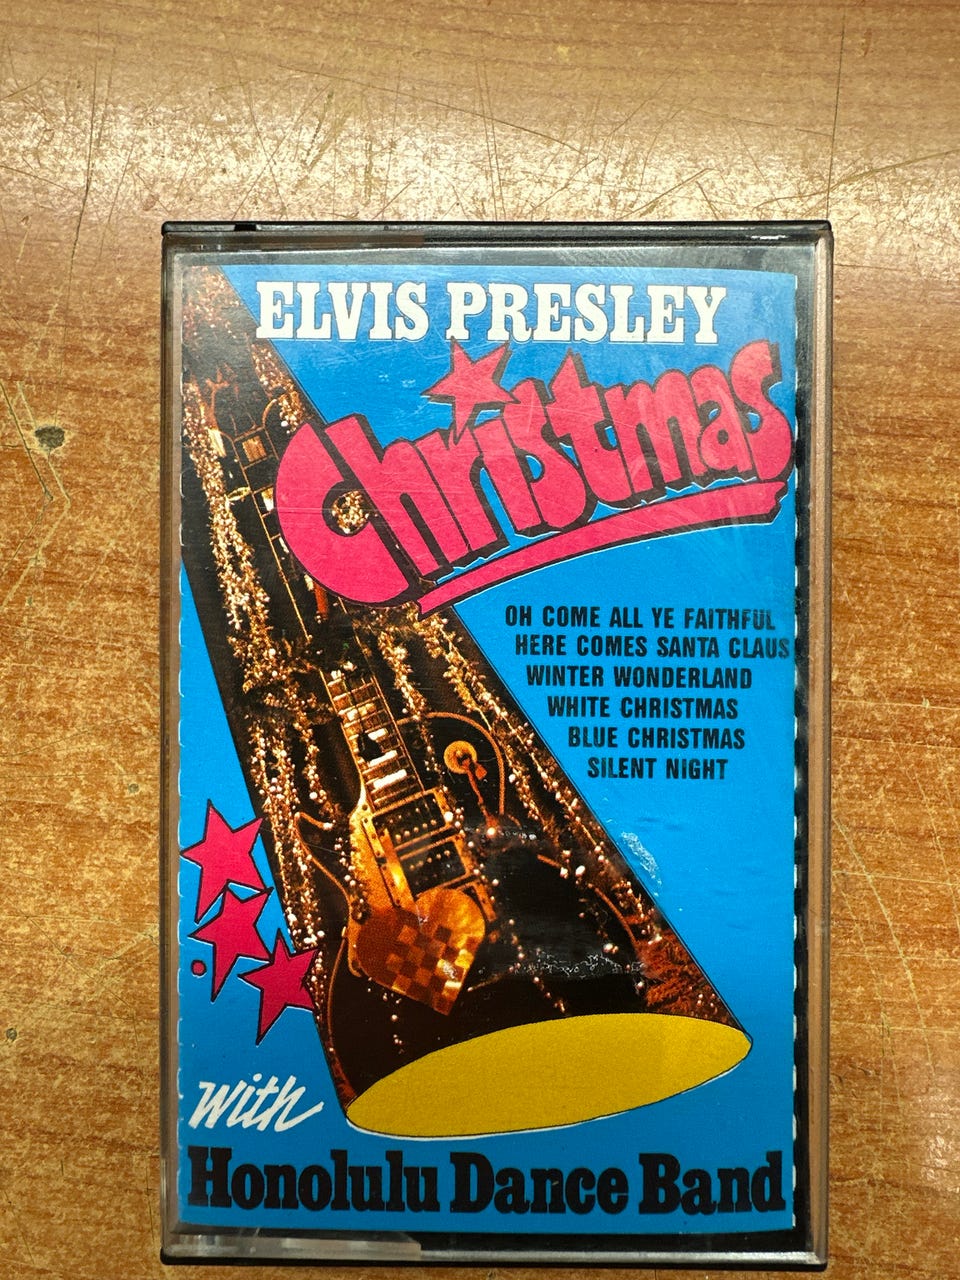 ELVIS PRESLEY
Christmas
OH COME ALL YE FAITHFUL
HERE COMES SANTA CLAUS
WINTER WONDERLAND
WHITE CHRISTMAS
BLUE CHRISTMAS
SILENT NIGHT
with
Honolulu Dance Band